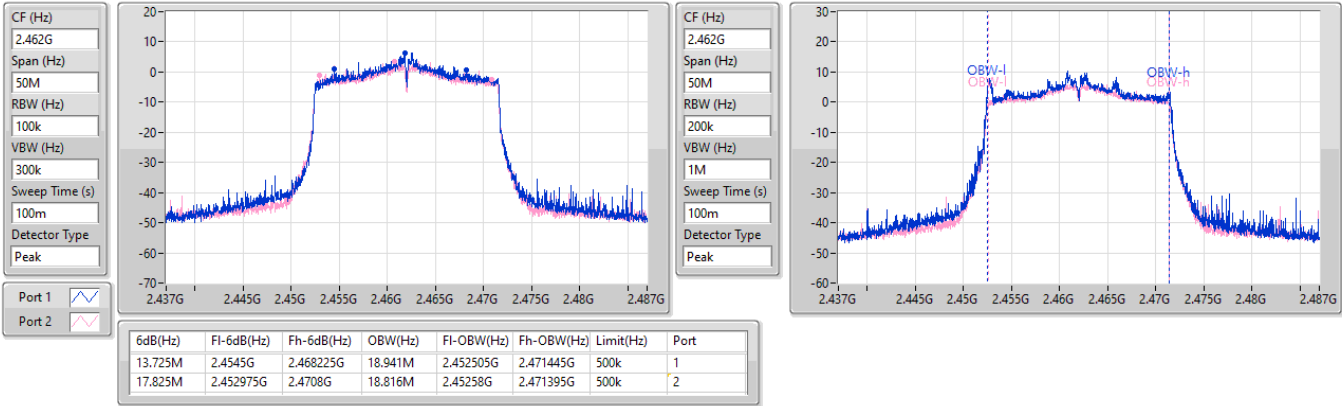 CF (Hz)
2.462G
Span (Hz)
50M
RBW (Hz)
100k
VBW (Hz)
300k
Sweep Time (s)
100m
Detector Type
Peak
Port 1
Port 2
20
10
0
-10
-20
-30
-40
-50
-60
-70
2.437G 2.445G 2.45G 2.455G 2.46G 2.465G 2.47G 2.475G 2.48G 2.487G
CF (Hz)
2.462G
Span (Hz)
50M
RBW (Hz)
200k
VBW (Hz)
1M
Sweep Time (s)
100m
Detector Type
Peak
30
20
10
0
-10
-20
-30
-40
-50
-60
OBW-l OBW-h
OBW-l OBW-h
2.437G 2.445G 2.45G 2.455G 2.46G 2.465G 2.47G 2.475G 2.48G 2.487G
6dB(Hz) Fl-6dB(Hz) Fh-6dB(Hz) OBW(Hz) Fl-OBW(Hz) Fh-OBW(Hz) Limit(Hz) Port
13.725M 2.4545G 2.468225G 18.941M 2.452505G 2.471445G 500k 1
17.825M 2.452975G 2.4708G 18.816M 2.45258G 2.471395G 500k 2